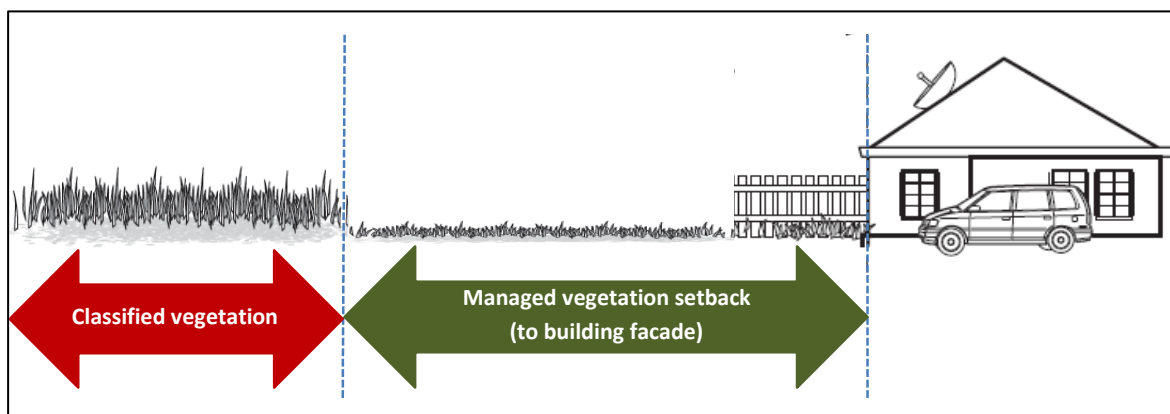 Classified vegetation
Managed vegetation setback
(to building facade)